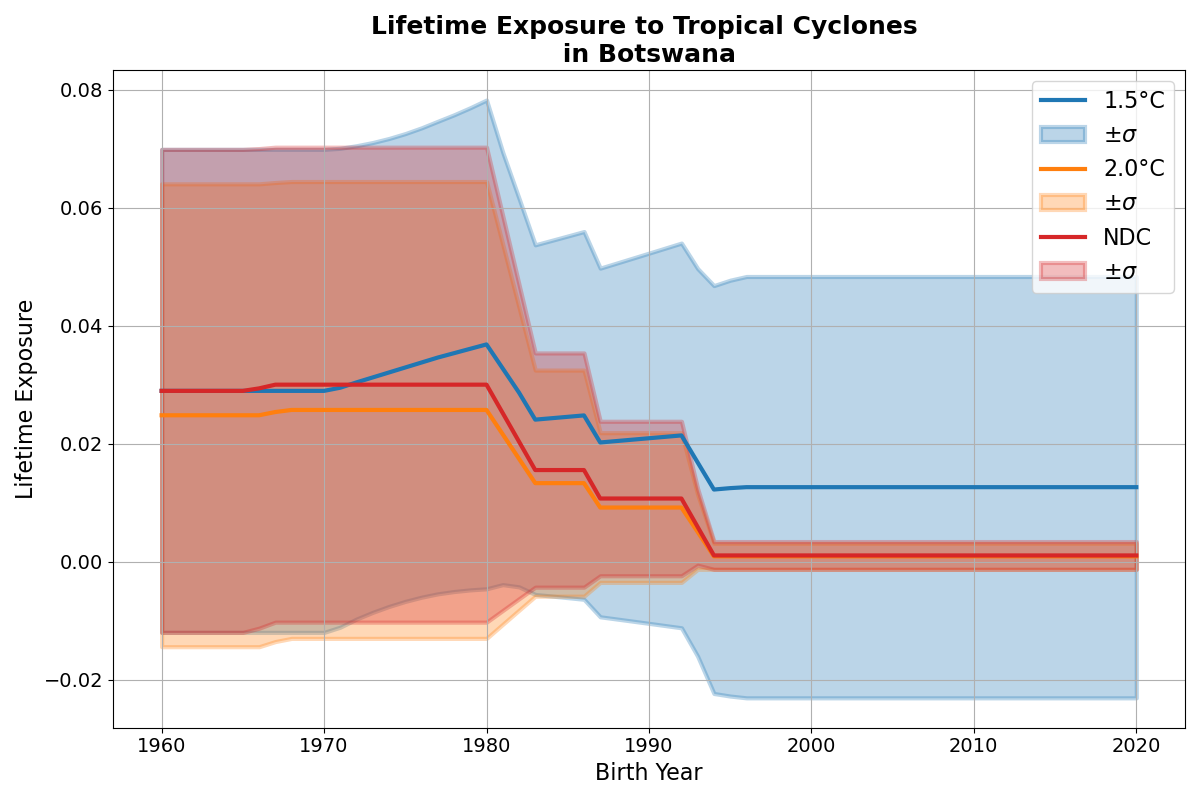 Lifetime Exposure to Tropical Cyclones
in Botswana
0.08
0.06
0.04
0.02
0.00
−0.02
Lifetime Exposure
1960
1970
1980
1990
2000
2010
2020
Birth Year
1.5°C
±σ
2.0°C
±σ
NDC
±σ